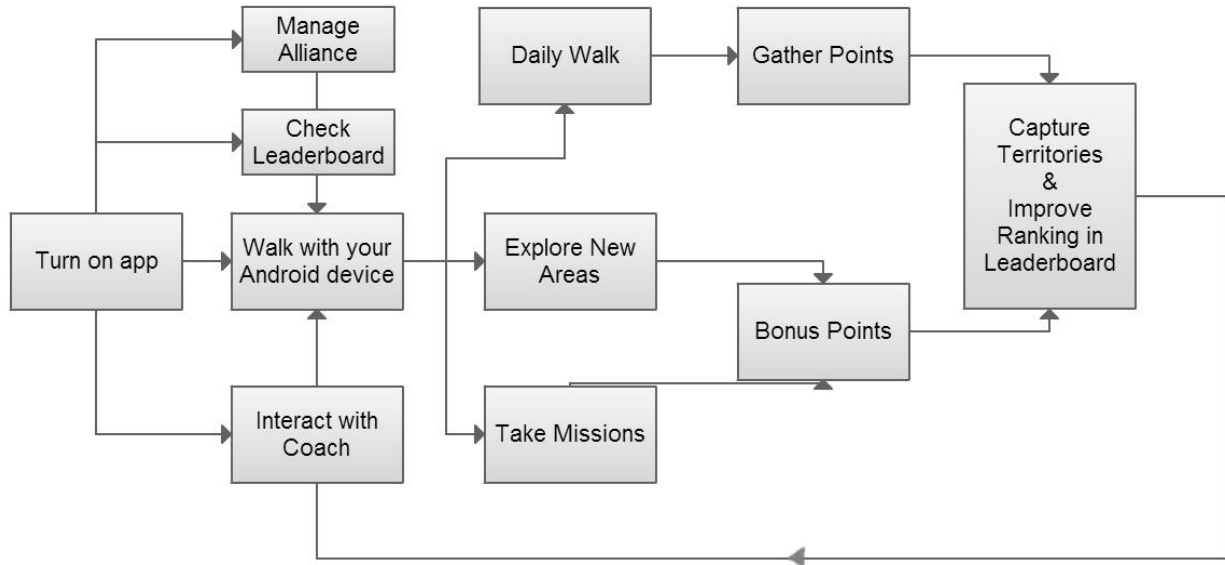 Manage
Alliance
Daily Walk
Gather Points
Check
Leaderboard
Capture
Territories
&
Improve
Ranking in
Leaderboard
Turn on app
Walk with your
Android device
Explore New
Areas
Bonus Points
Interact with
Coach
Take Missions